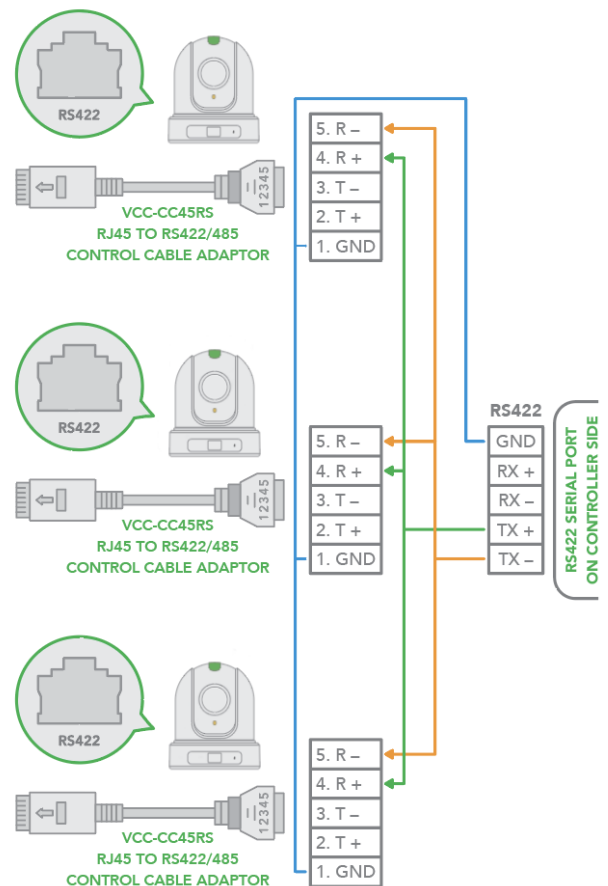 RS422
5. R –
4. R +
3. T –
2. T +
1. GND
12345
VCC-CC45RS
RJ45 TO RS422/485
CONTROL CABLE ADAPTOR
RS422
5. R –
4. R +
3. T –
2. T +
1. GND
12345
VCC-CC45RS
RJ45 TO RS422/485
CONTROL CABLE ADAPTOR
RS422
GND
RX +
RX –
TX +
TX –
RS422 SERIAL PORT
ON CONTROLLER SIDE
RS422
5. R –
4. R +
3. T –
2. T +
1. GND
12345
VCC-CC45RS
RJ45 TO RS422/485
CONTROL CABLE ADAPTOR